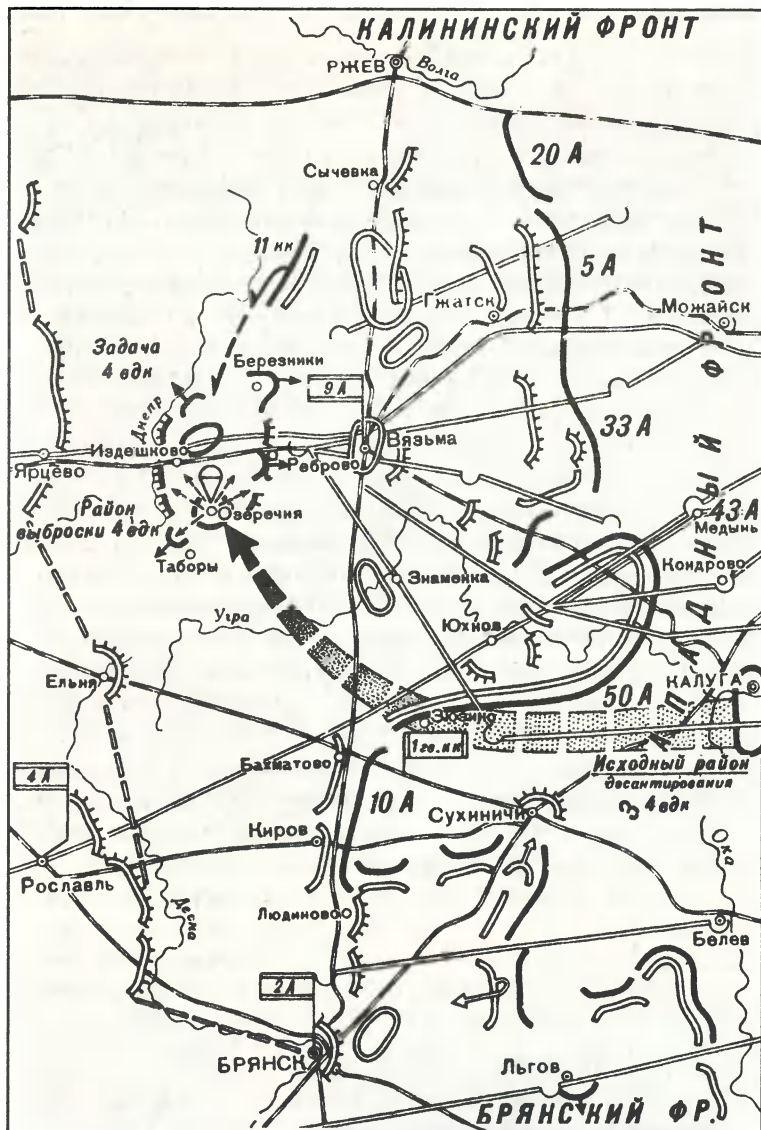 КАЛИНИНСКИЙ ФРОНТ
РЖЕВ
Волга
20 А
Сычевка
11 кк
5 А
Гжатск
Можайск
Задача
4 вдк
Березники
9 А
Днепр
Вязьма
33 А
Издешково
Реброво
Ярцево
Район
выброски 4 вдк
Озеречня
43 А
Медынь
Таборы
Знаменка
Кондрово
Угра
Юхнов
ЗАПАДНЫЙ ФРОНТ
Ельня
КАЛУГА
50 А
1 гв. кк
Исходный район
десантирования
4 вдк
Бахматово
4 А
10 А
Сухиничи
Киров
Ока
Рославль
Десна
Людиново
Белев
2 А
БРЯНСК
Льгов
БРЯНСКИЙ ФР.